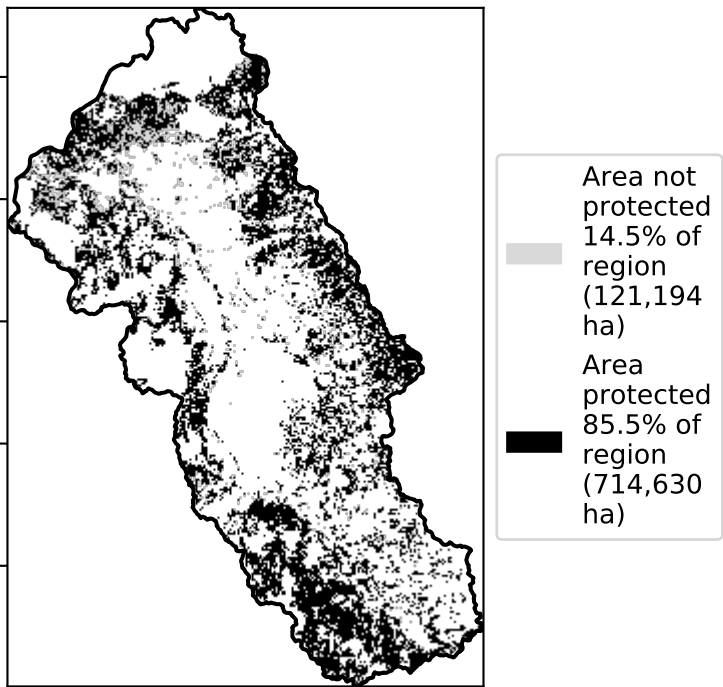 Area not
protected
14.5% of
region
(121,194
ha)
Area
protected
85.5% of
region
(714,630
ha)